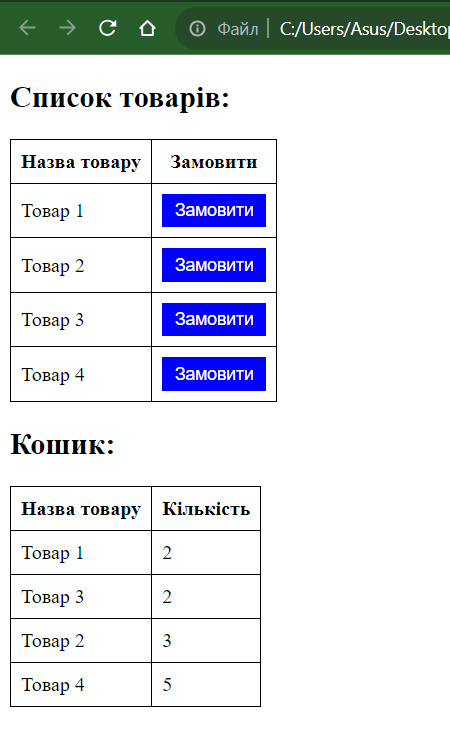 Файл C:/Users/Asus/Desktop
Список товарів:
Назва товару Замовити
Товар 1 Замовити
Товар 2 Замовити
Товар 3 Замовити
Товар 4 Замовити
Кошик:
Назва товару Кількість
Товар 1 2
Товар 3 2
Товар 2 3
Товар 4 5